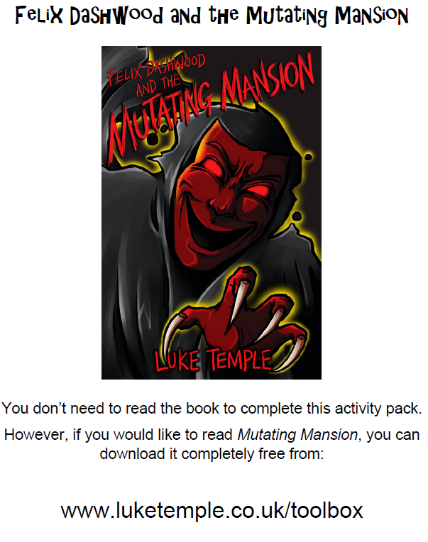 Felix Dashwood and the Mutating Mansion
FELIX DASHWOOD
AND THE
MUTATING MANSION
LUKE TEMPLE
You don't need to read the book to complete this activity pack.
However, if you would like to read Mutating Mansion, you can
download it completely free from:
www.luketemple.co.uk/toolbox